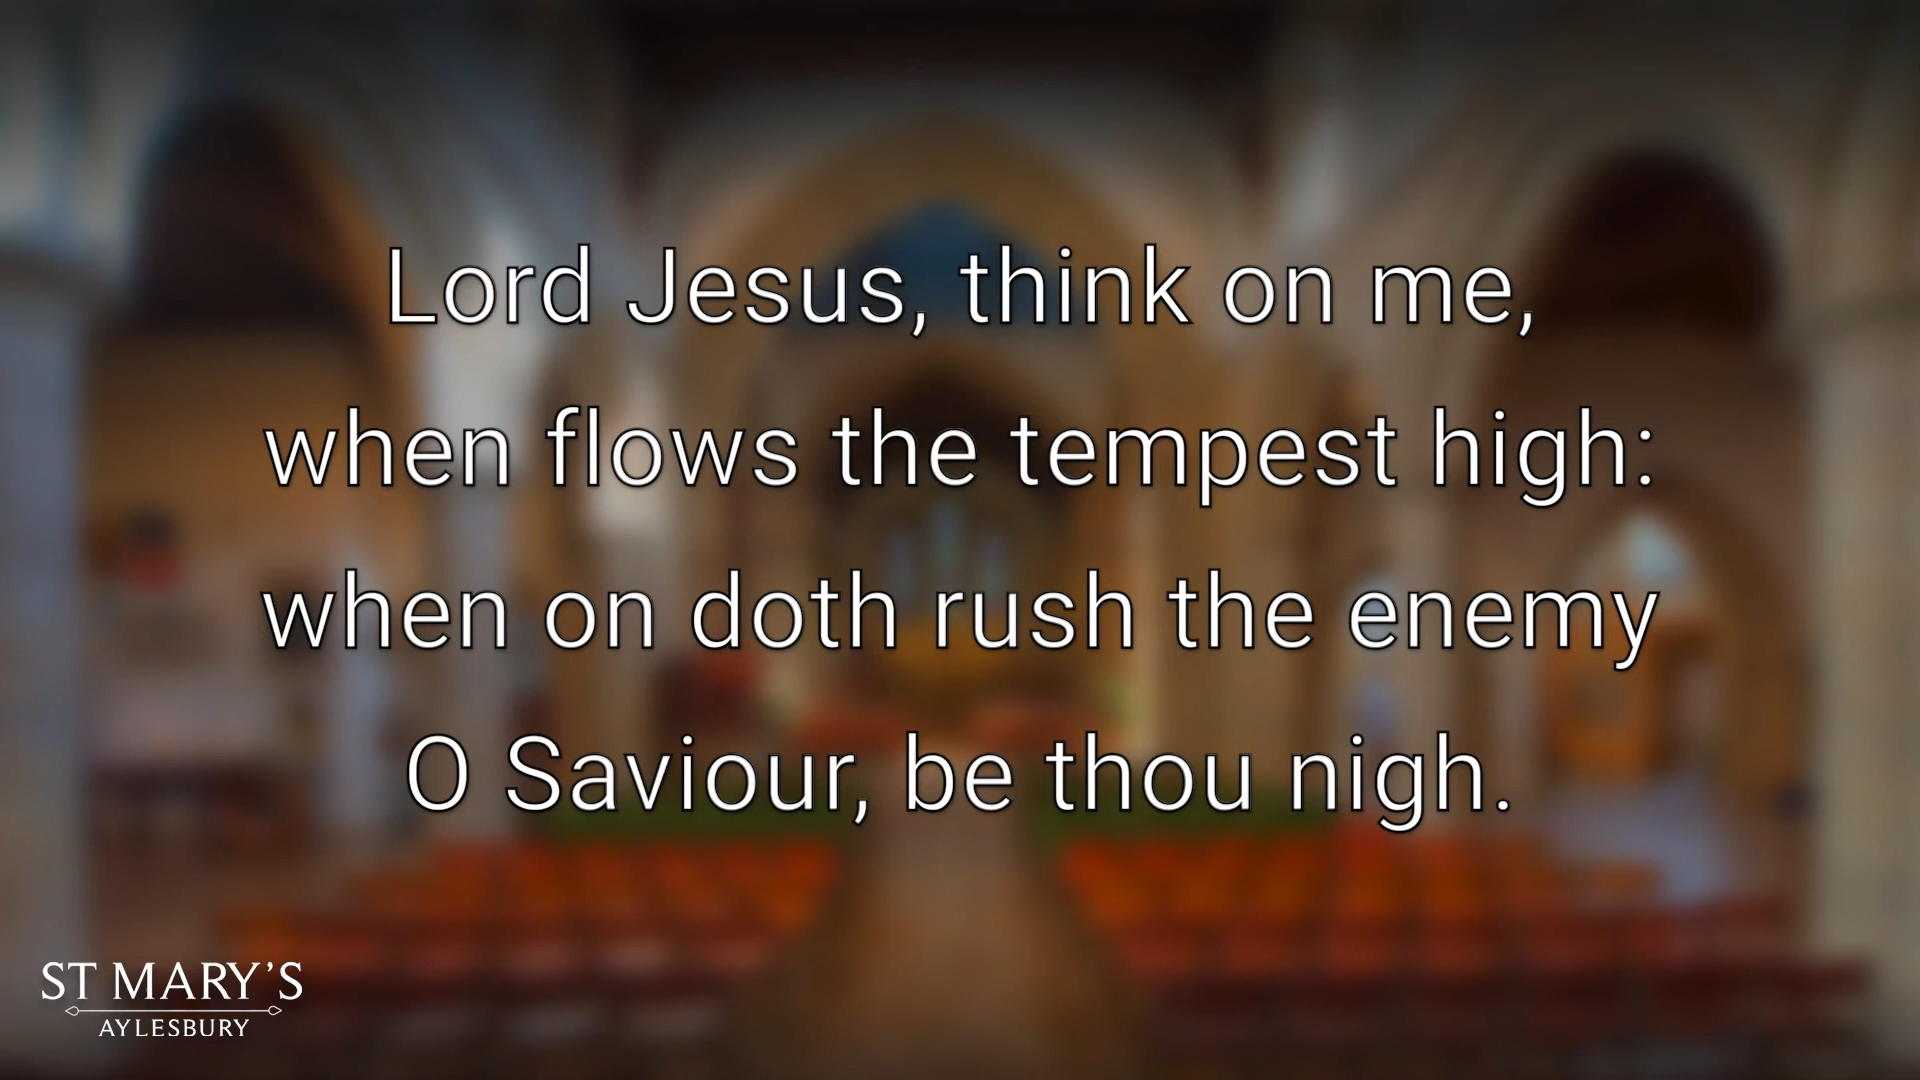 Lord Jesus, think on me,
when flows the tempest high:
when on doth rush the enemy
O Saviour, be thou nigh.
ST MARY'S
AYLESBURY